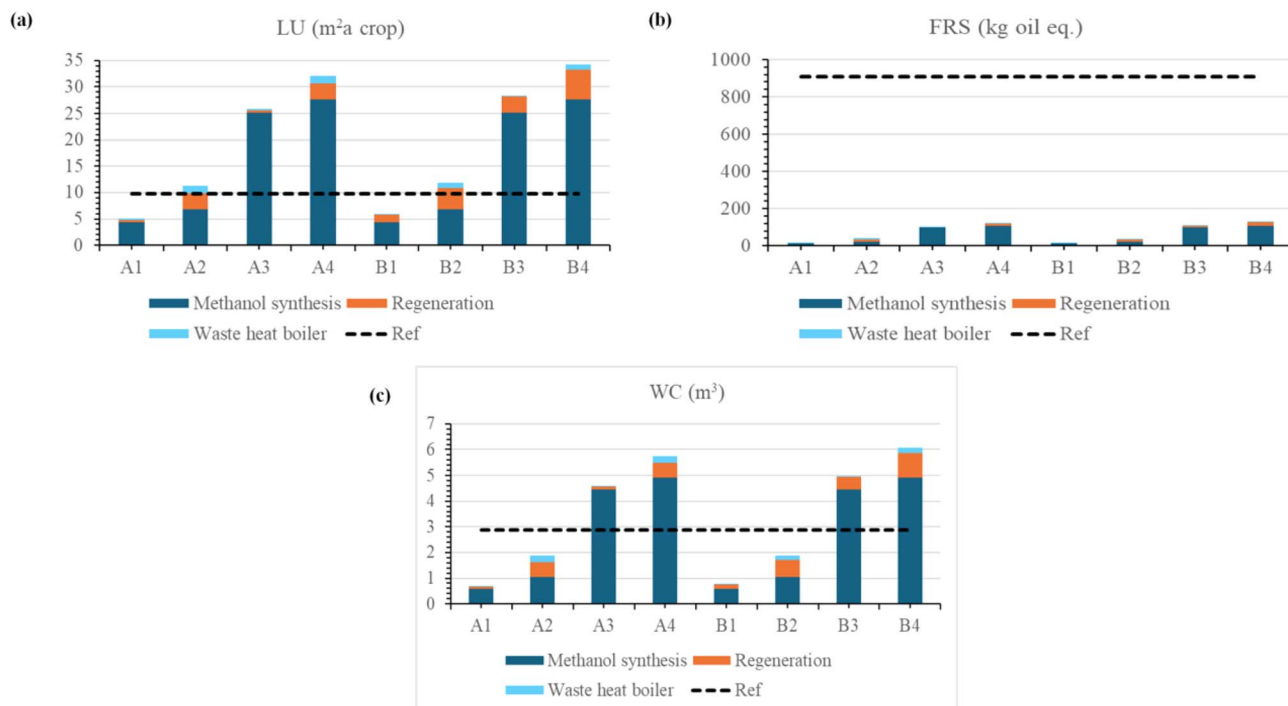 (a)
LU (m²a crop)
35
30
25
20
15
10
5
0
A1 A2 A3 A4 B1 B2 B3 B4
Methanol synthesis Regeneration
Waste heat boiler Ref
(b)
FRS (kg oil eq.)
1000
800
600
400
200
0
A1 A2 A3 A4 B1 B2 B3 B4
Methanol synthesis Regeneration
Waste heat boiler Ref
(c)
WC (m³)
7
6
5
4
3
2
1
0
A1 A2 A3 A4 B1 B2 B3 B4
Methanol synthesis Regeneration
Waste heat boiler Ref